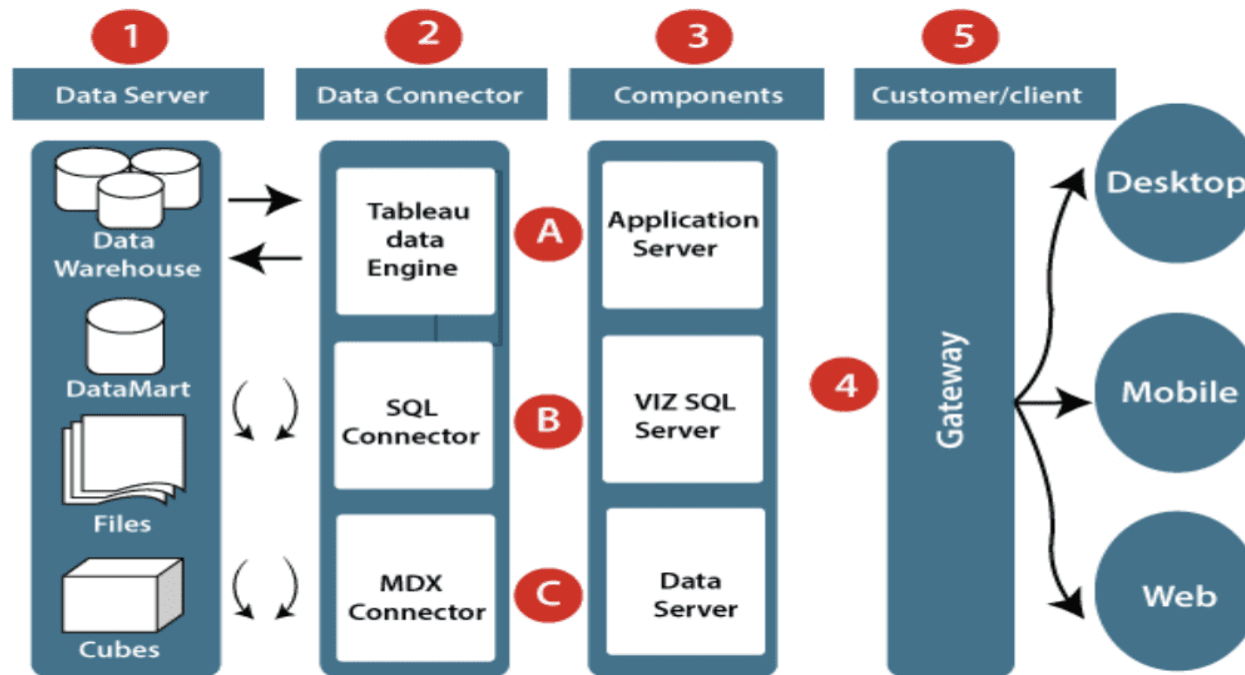 1
2
3
5
Data Server
Data Connector
Components
Customer/client
Data
Warehouse
DataMart
Files
Cubes
Tableau
data
Engine
SQL
Connector
MDX
Connector
A
B
C
Application
Server
VIZ SQL
Server
Data
Server
4
Gateway
Desktop
Mobile
Web